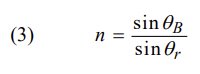 (3) n = sin θ_B / sin θ_r